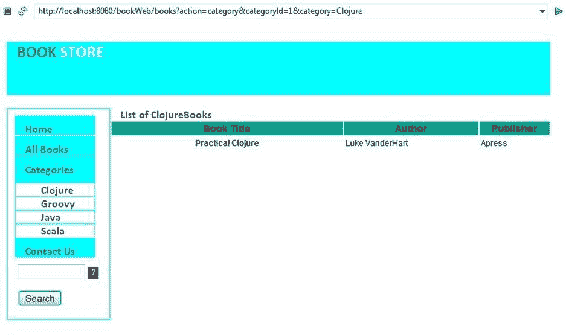 http://localhost:8080/bookWeb/books?action=category&categoryId=1&category=Clojure
BOOK STORE
List of ClojureBooks
Book Title Author Publisher
Practical Clojure Luke VanderHart Apress
Home
All Books
Categories
Clojure
Groovy
Java
Scala
Contact Us
?
Search